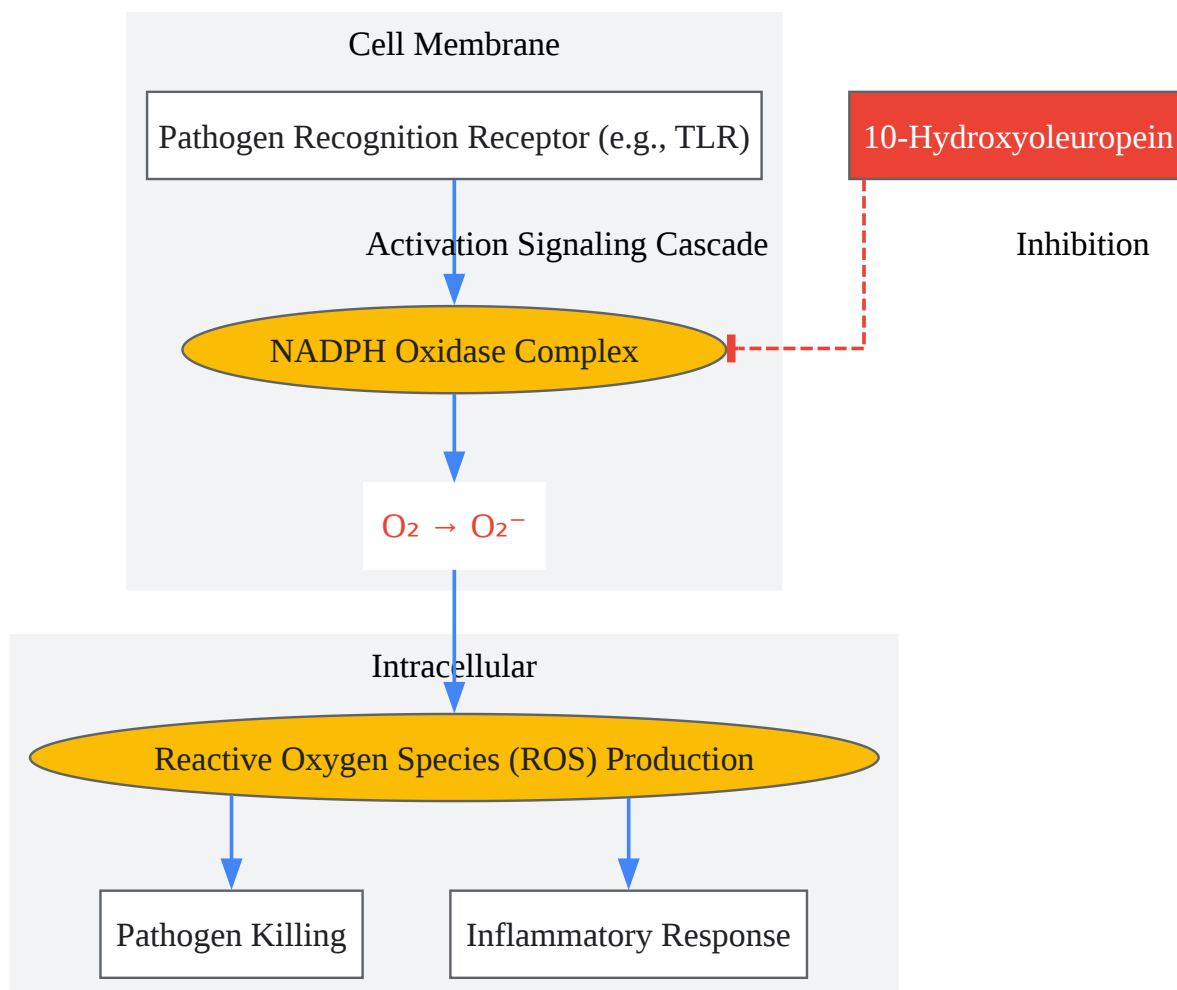 Cell Membrane
Pathogen Recognition Receptor (e.g., TLR)
10-Hydroxyoleuropein
Activation Signaling Cascade
Inhibition
NADPH Oxidase Complex
O₂ → O₂⁻
Intracellular
Reactive Oxygen Species (ROS) Production
Pathogen Killing
Inflammatory Response